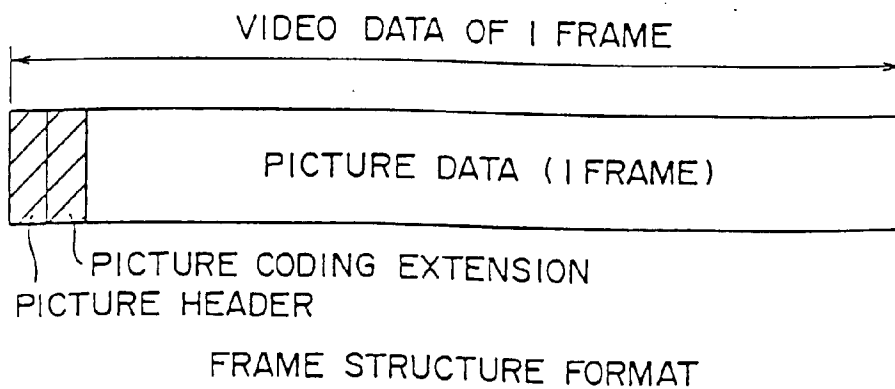 VIDEO DATA OF 1 FRAME
PICTURE DATA (1 FRAME)
PICTURE CODING EXTENSION
PICTURE HEADER
FRAME STRUCTURE FORMAT